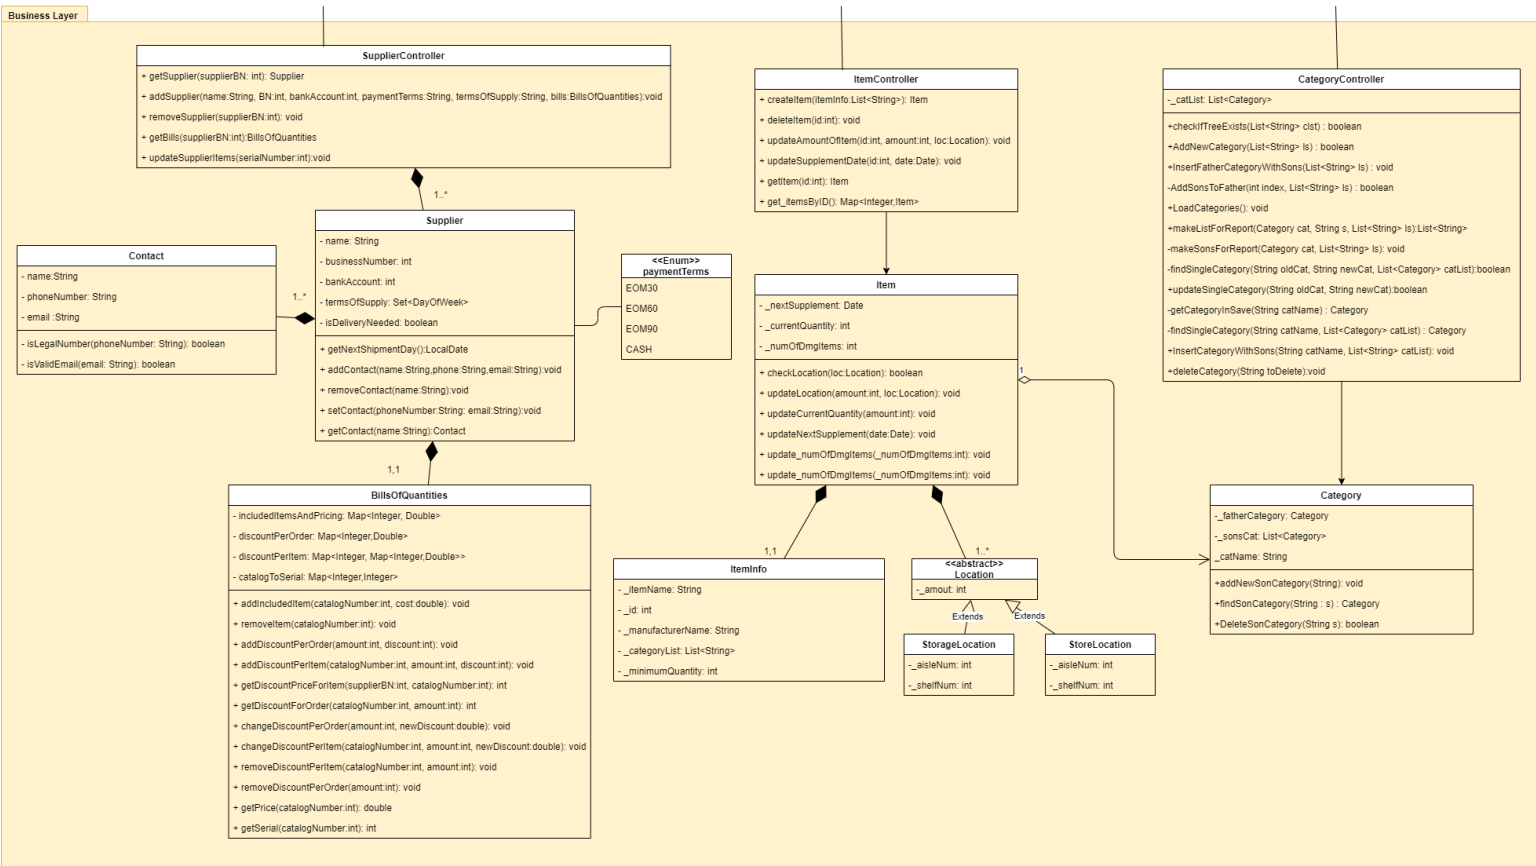 Business Layer
SupplierController
+ getSupplier(supplierBN: int): Supplier
+ addSupplier(name:String, BN:int, bankAccount:int, paymentTerms:String, termsOfSupply:String, bills:BillsOfQuantities):void
+ removeSupplier(supplierBN:int): void
+ getBills(supplierBN:int):BillsOfQuantities
+ updateSupplierItems(serialNumber:int):void
1..*
Supplier
- name: String
- businessNumber: int
- bankAccount: int
- termsOfSupply: Set<DayOfWeek>
- isDeliveryNeeded: boolean
+ getNextShipmentDay():LocalDate
+ addContact(name:String,phone:String,email:String):void
+ removeContact(name:String):void
+ setContact(phoneNumber:String: email:String):void
+ getContact(name:String):Contact
Contact
- name:String
- phoneNumber: String
- email :String
- isLegalNumber(phoneNumber: String): boolean
- isValidEmail(email: String): boolean
1..*
<<Enum>>
paymentTerms
EOM30
EOM60
EOM90
CASH
1,1
BillsOfQuantities
- includedItemsAndPricing: Map<Integer, Double>
- discountPerOrder: Map<Integer,Double>
- discountPerItem: Map<Integer, Map<Integer,Double>>
- catalogToSerial: Map<Integer,Integer>
+ addIncludedItem(catalogNumber:int, cost:double): void
+ removeItem(catalogNumber:int): void
+ addDiscountPerOrder(amount:int, discount:int): void
+ addDiscountPerItem(catalogNumber:int, amount:int, discount:int): void
+ getDiscountPriceForItem(supplierBN:int, catalogNumber:int): int
+ getDiscountForOrder(catalogNumber:int, amount:int): int
+ changeDiscountPerOrder(amount:int, newDiscount:double): void
+ changeDiscountPerItem(catalogNumber:int, amount:int, newDiscount:double): void
+ removeDiscountPerItem(catalogNumber:int, amount:int): void
+ removeDiscountPerOrder(amount:int): void
+ getPrice(catalogNumber:int): double
+ getSerial(catalogNumber:int): int
ItemController
+ createItem(itemInfo:List<String>): Item
+ deleteItem(id:int): void
+ updateAmountOfItem(id:int, amount:int, loc:Location): void
+ updateSupplementDate(id:int, date:Date): void
+ getItem(id:int): Item
+ get_itemsByID(): Map<Integer,Item>
Item
- _nextSupplement: Date
- _currentQuantity: int
- _numOfDmgItems: int
+ checkLocation(loc:Location): boolean
+ updateLocation(amount:int, loc:Location): void
+ updateCurrentQuantity(amount:int): void
+ updateNextSupplement(date:Date): void
+ update_numOfDmgItems(_numOfDmgItems:int): void
+ update_numOfDmgItems(_numOfDmgItems:int): void
1
1,1
ItemInfo
- _itemName: String
- _id: int
- _manufacturerName: String
- _categoryList: List<String>
- _minimumQuantity: int
1..*
<<abstract>>
Location
-_amout: int
Extends
Extends
StorageLocation
-_aisleNum: int
-_shelfNum: int
StoreLocation
-_aisleNum: int
-_shelfNum: int
CategoryController
-_catList: List<Category>
+checkIfTreeExists(List<String> clst) : boolean
+AddNewCategory(List<String> ls) : boolean
+InsertFatherCategoryWithSons(List<String> ls) : void
-AddSonsToFather(int index, List<String> ls) : boolean
+LoadCategories(): void
+makeListForReport(Category cat, String s, List<String> ls):List<String>
-makeSonsForReport(Category cat, List<String> ls): void
-findSingleCategory(String oldCat, String newCat, List<Category> catList):boolean
+updateSingleCategory(String oldCat, String newCat):boolean
-getCategoryInSave(String catName) : Category
-findSingleCategory(String catName, List<Category> catList) : Category
+InsertCategoryWithSons(String catName, List<String> catList): void
+deleteCategory(String toDelete):void
Category
-_fatherCategory: Category
-_sonsCat: List<Category>
_catName: String
+addNewSonCategory(String): void
+findSonCategory(String : s) : Category
+DeleteSonCategory(String s): boolean